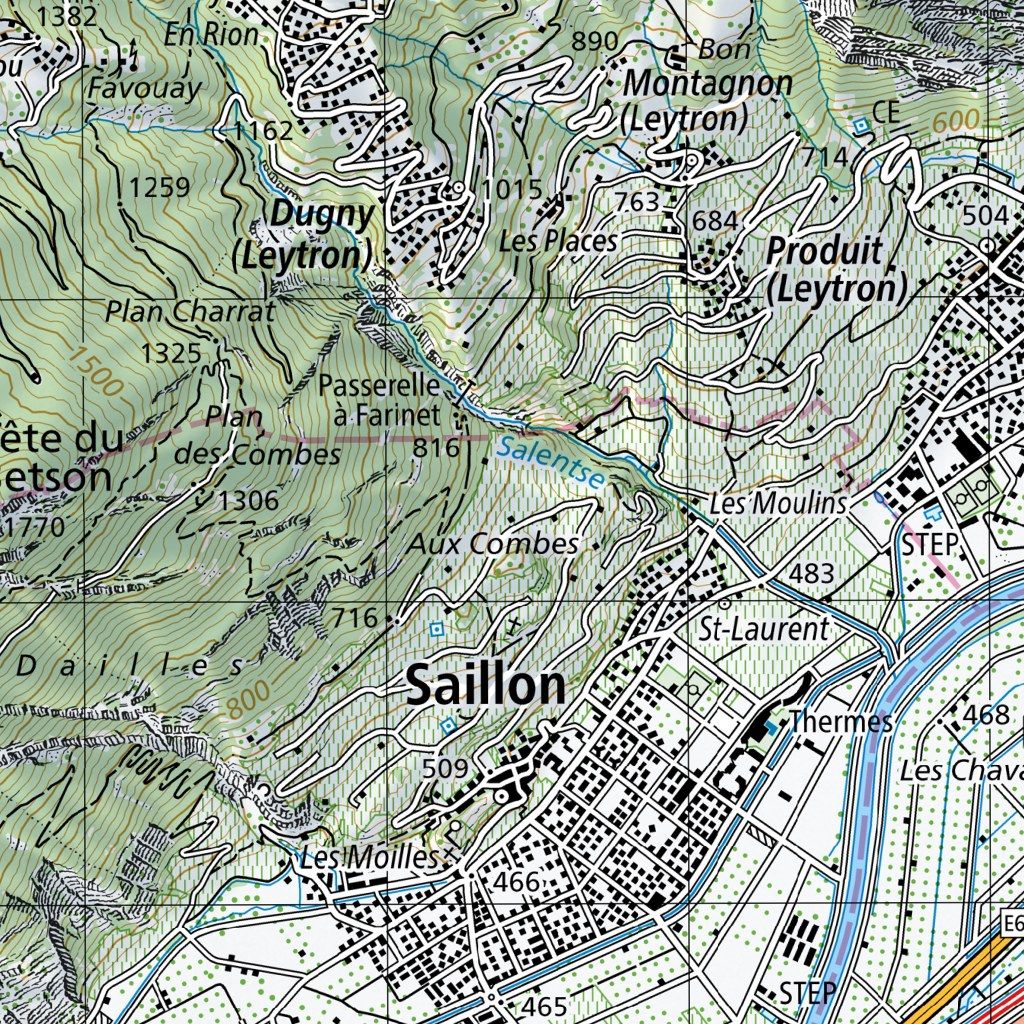 1382
En Rion
890
Bon
Favouay
Montagnon
(Leytron)
CE
600
1162
714
1259
1015
763
504
Dugny
(Leytron)
684
Les Places
Produit
(Leytron)
Plan Charrat
1325
1500
Passerelle
à Farinet
Plan
des Combes
816
Salentse
1306
1770
Les Moulins
Aux Combes
STEP
483
716
St-Laurent
Dailles
Saillon
800
468
Thermes
509
Les Moilles
466
465
STEP